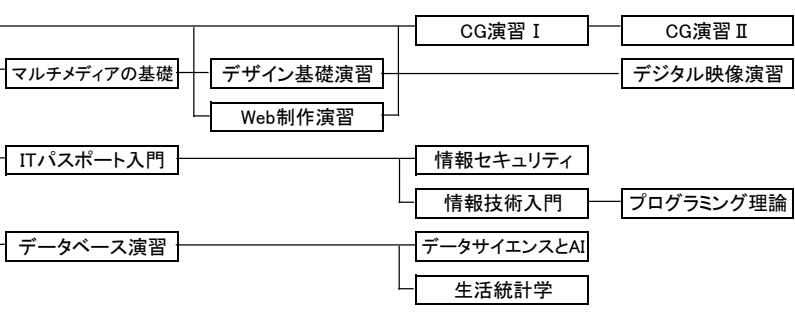 CG演習Ⅰ
CG演習Ⅱ
マルチメディアの基礎
デザイン基礎演習
デジタル映像演習
Web制作演習
ITパスポート入門
情報セキュリティ
情報技術入門
プログラミング理論
データベース演習
データサイエンスとAI
生活統計学